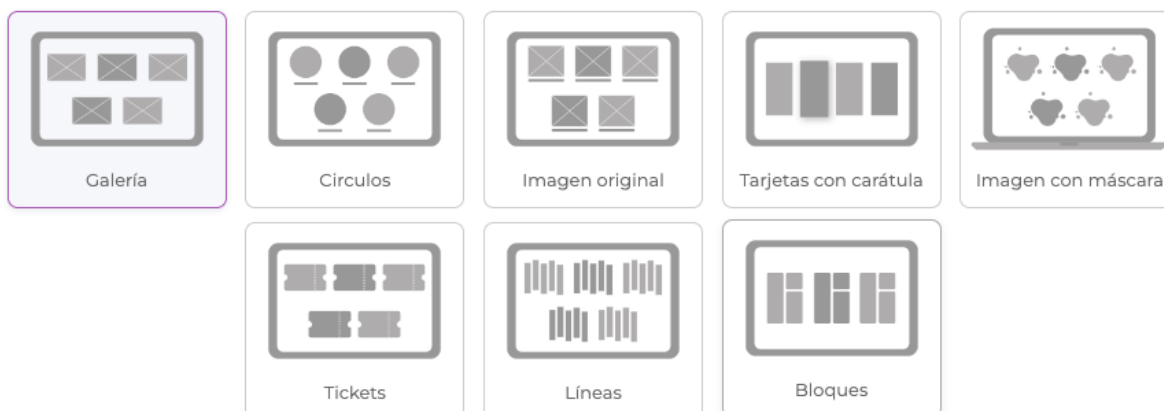 Galería
Circulos
Imagen original
Tarjetas con carátula
Imagen con máscara
Tickets
Líneas
Bloques